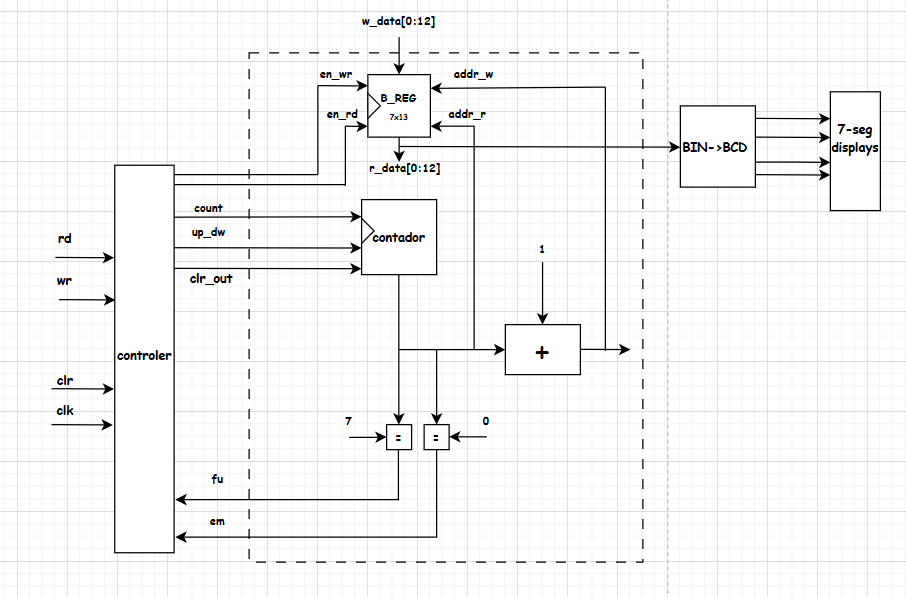 w_data[0:12]
en_wr
addr_w
B_REG
7x13
en_rd
addr_r
r_data[0:12]
BIN->BCD
7-seg
displays
count
up_dw
contador
clr_out
rd
wr
1
+
controler
clr
clk
7
=
=
0
fu
em